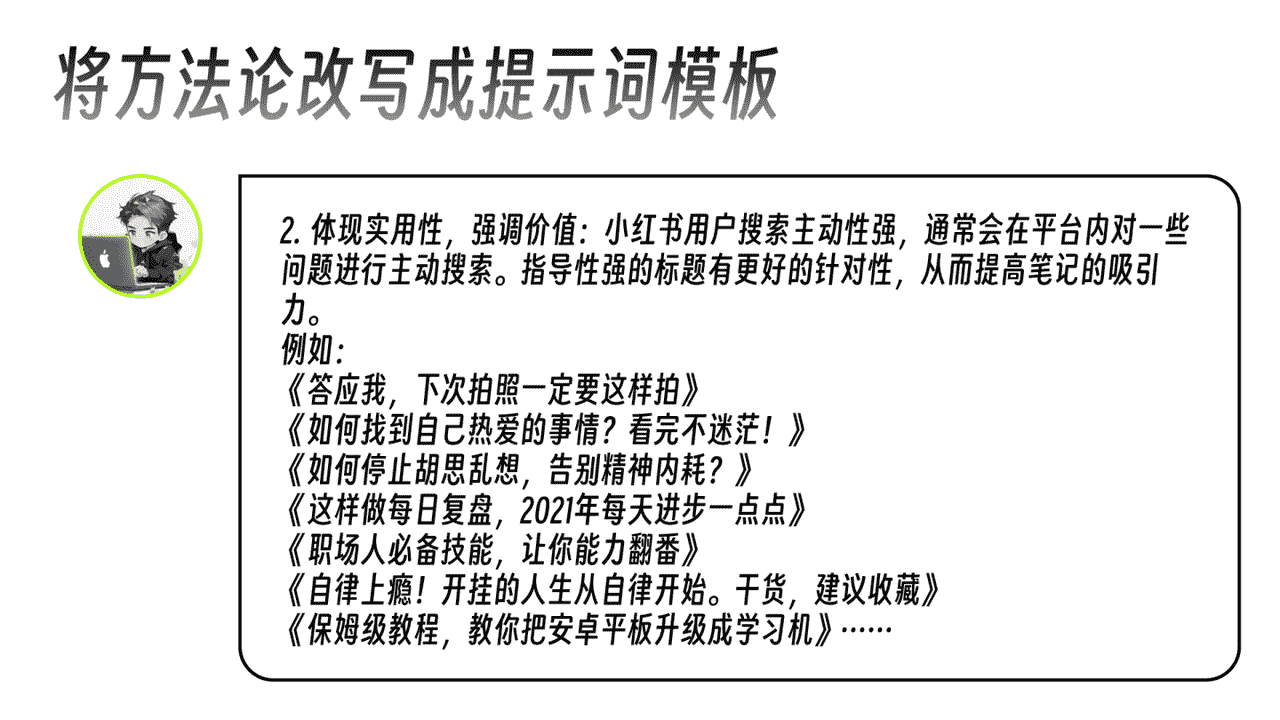 将方法论改写成提示词模板
2. 体现实用性，强调价值：小红书用户搜索主动性强，通常会在平台内对一些
问题进行主动搜索。指导性强的标题有更好的针对性，从而提高笔记的吸引
力。
例如：
《答应我，下次拍照一定要这样拍》
《如何找到自己热爱的事情？看完不迷茫！》
《如何停止胡思乱想，告别精神内耗？》
《这样做每日复盘，2021年每天进步一点点》
《职场人必备技能，让你能力翻番》
《自律上瘾！开挂的人生从自律开始。干货，建议收藏》
《保姆级教程，教你把安卓平板升级成学习机》……